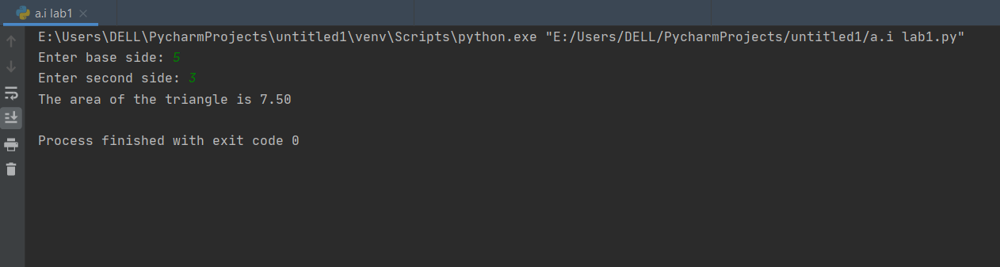 a.i lab1
E:\Users\DELL\PycharmProjects\untitled1\venv\Scripts\python.exe "E:/Users/DELL/PycharmProjects/untitled1/a.i lab1.py"
Enter base side: 5
Enter second side: 3
The area of the triangle is 7.50
Process finished with exit code 0